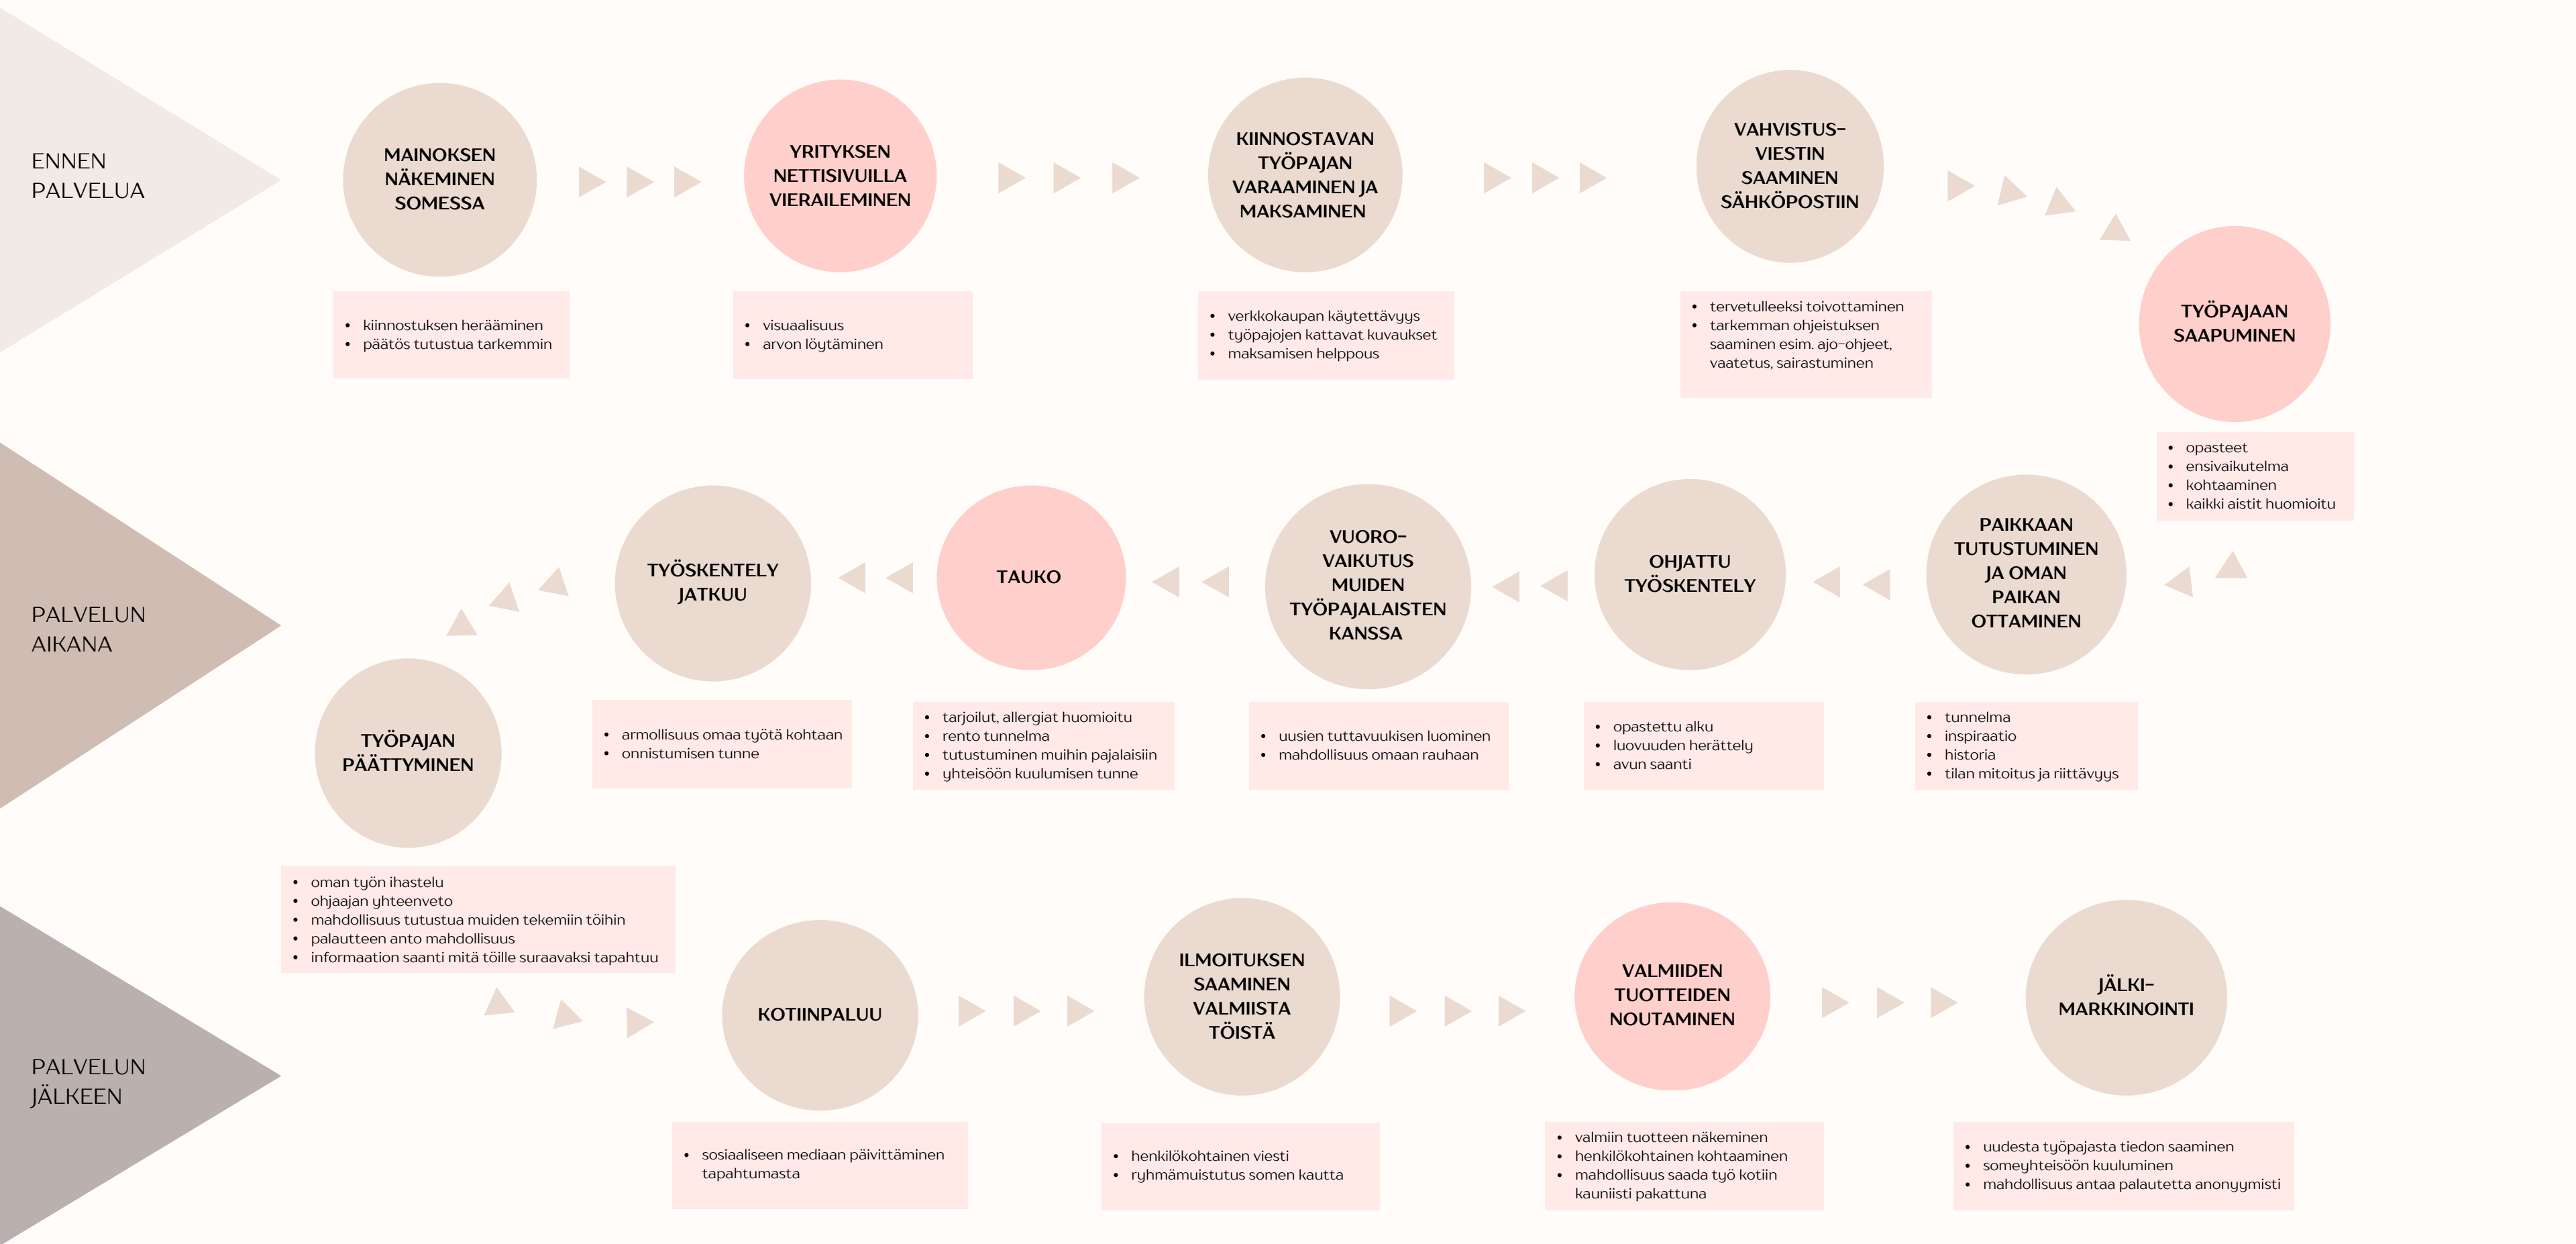 ENNEN
PALVELUA
MAINOKSEN
NÄKEMINEN
SOMESSA
• kiinnostuksen herääminen
• päätös tutustua tarkemmin
YRITYKSEN
NETTISIVUILLA
VIERAILEMINEN
• visuaalisuus
• arvon löytäminen
KIINNOSTAVAN
TYÖPAJAN
VARAAMINEN JA
MAKSAMINEN
• verkkokaupan käytettävyys
• työpajojen kattavat kuvaukset
• maksamisen helppous
VAHVISTUS-
VIESTIN
SAAMINEN
SÄHKÖPOSTIIN
• tervetulleeksi toivottaminen
• tarkemman ohjeistuksen
saaminen esim. ajo-ohjeet,
vaatetus, sairastuminen
TYÖPAJAAN
SAAPUMINEN
• opasteet
• ensivaikutelma
• kohtaaminen
• kaikki aistit huomioitu
PALVELUN
AIKANA
PAIKKAAN
TUTUSTUMINEN
JA OMAN
PAIKAN
OTTAMINEN
• tunnelma
• inspiraatio
• historia
• tilan mitoitus ja riittävyys
OHJATTU
TYÖSKENTELY
• opastettu alku
• luovuuden herättely
• avun saanti
VUORO-
VAIKUTUS
MUIDEN
TYÖPAJALAISTEN
KANSSA
• uusien tuttavuukisen luominen
• mahdollisuus omaan rauhaan
TAUKO
• tarjoilut, allergiat huomioitu
• rento tunnelma
• tutustuminen muihin pajalaisiin
• yhteisöön kuulumisen tunne
TYÖSKENTELY
JATKUU
• armollisuus omaa työtä kohtaan
• onnistumisen tunne
TYÖPAJAN
PÄÄTTYMINEN
• oman työn ihastelu
• ohjaajan yhteenveto
• mahdollisuus tutustua muiden tekemiin töihin
• palautteen anto mahdollisuus
• informaation saanti mitä töille suraavaksi tapahtuu
PALVELUN
JÄLKEEN
KOTIINPALUU
• sosiaaliseen mediaan päivittäminen
tapahtumasta
ILMOITUKSEN
SAAMINEN
VALMIISTA
TÖISTÄ
• henkilökohtainen viesti
• ryhmämuistutus somen kautta
VALMIIDEN
TUOTTEIDEN
NOUTAMINEN
• valmiin tuotteen näkeminen
• henkilökohtainen kohtaaminen
• mahdollisuus saada työ kotiin
kauniisti pakattuna
JÄLKI-
MARKKINOINTI
• uudesta työpajasta tiedon saaminen
• someyhteisöön kuuluminen
• mahdollisuus antaa palautetta anonyymisti